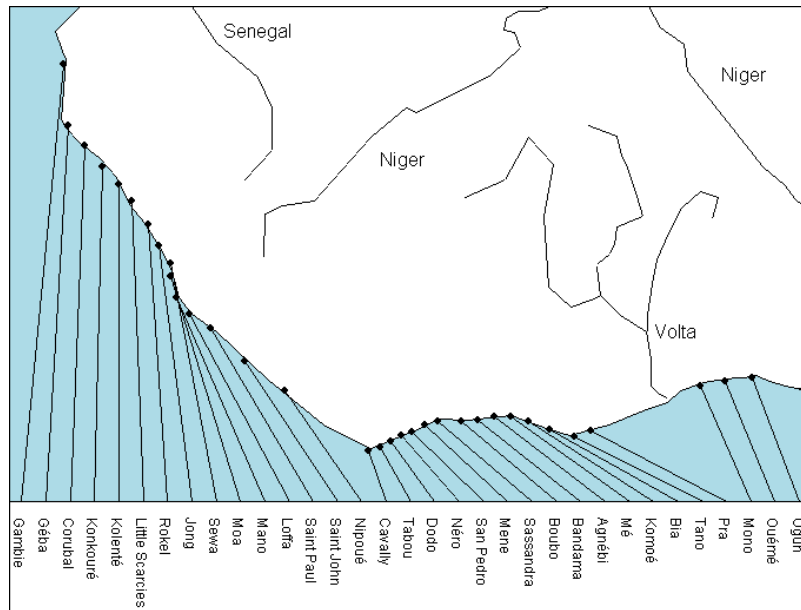 Senegal
Niger
Niger
Volta
Gambie
Géba
Corubal
Konkouré
Kolenté
Little Scarcies
Rokel
Jong
Sewa
Moa
Mano
Loffa
Saint Paul
Saint John
Nipoué
Cavally
Tabou
Dodo
Néro
San Pedro
Mene
Sassandra
Boubo
Bandama
Agnébi
Mé
Komoé
Bia
Tano
Pra
Mono
Ouémé
Ogun